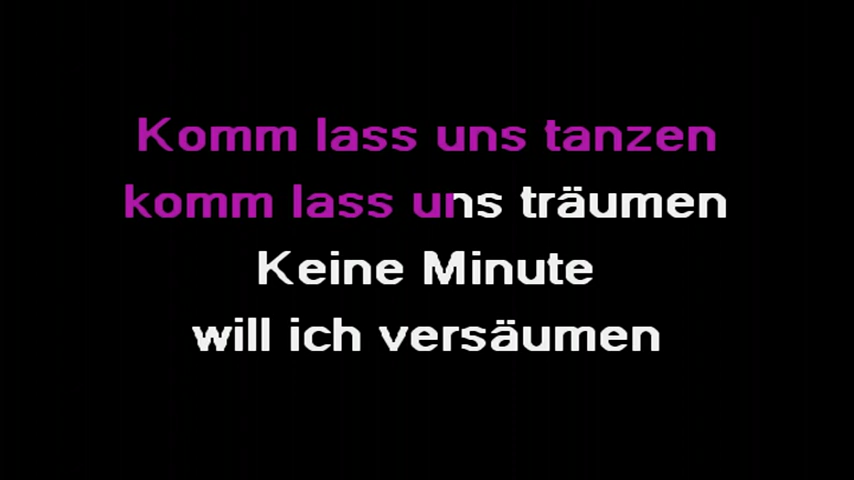 Komm lass uns tanzen
komm lass uns träumen
Keine Minute
will ich versäumen